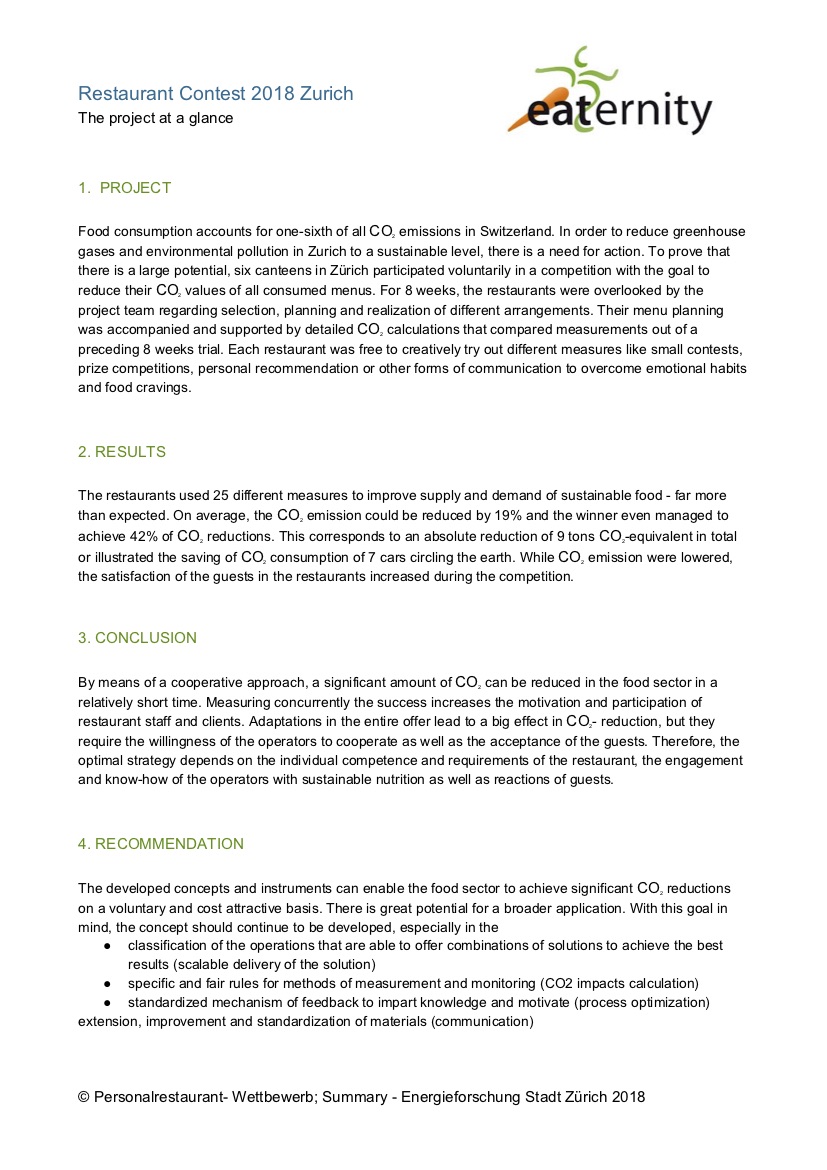 Restaurant Contest 2018 Zurich
The project at a glance
eaternity
1. PROJECT
Food consumption accounts for one-sixth of all CO₂ emissions in Switzerland. In order to reduce greenhouse
gases and environmental pollution in Zurich to a sustainable level, there is a need for action. To prove that
there is a large potential, six canteens in Zürich participated voluntarily in a competition with the goal to
reduce their CO₂ values of all consumed menus. For 8 weeks, the restaurants were overlooked by the
project team regarding selection, planning and realization of different arrangements. Their menu planning
was accompanied and supported by detailed CO₂ calculations that compared measurements out of a
preceding 8 weeks trial. Each restaurant was free to creatively try out different measures like small contests,
prize competitions, personal recommendation or other forms of communication to overcome emotional habits
and food cravings.
2. RESULTS
The restaurants used 25 different measures to improve supply and demand of sustainable food - far more
than expected. On average, the CO₂ emission could be reduced by 19% and the winner even managed to
achieve 42% of CO₂ reductions. This corresponds to an absolute reduction of 9 tons CO₂-equivalent in total
or illustrated the saving of CO₂ consumption of 7 cars circling the earth. While CO₂ emission were lowered,
the satisfaction of the guests in the restaurants increased during the competition.
3. CONCLUSION
By means of a cooperative approach, a significant amount of CO₂ can be reduced in the food sector in a
relatively short time. Measuring concurrently the success increases the motivation and participation of
restaurant staff and clients. Adaptations in the entire offer lead to a big effect in CO₂- reduction, but they
require the willingness of the operators to cooperate as well as the acceptance of the guests. Therefore, the
optimal strategy depends on the individual competence and requirements of the restaurant, the engagement
and know-how of the operators with sustainable nutrition as well as reactions of guests.
4. RECOMMENDATION
The developed concepts and instruments can enable the food sector to achieve significant CO₂ reductions
on a voluntary and cost attractive basis. There is great potential for a broader application. With this goal in
mind, the concept should continue to be developed, especially in the
● classification of the operations that are able to offer combinations of solutions to achieve the best
results (scalable delivery of the solution)
● specific and fair rules for methods of measurement and monitoring (CO2 impacts calculation)
● standardized mechanism of feedback to impart knowledge and motivate (process optimization)
extension, improvement and standardization of materials (communication)
© Personalrestaurant- Wettbewerb; Summary - Energieforschung Stadt Zürich 2018